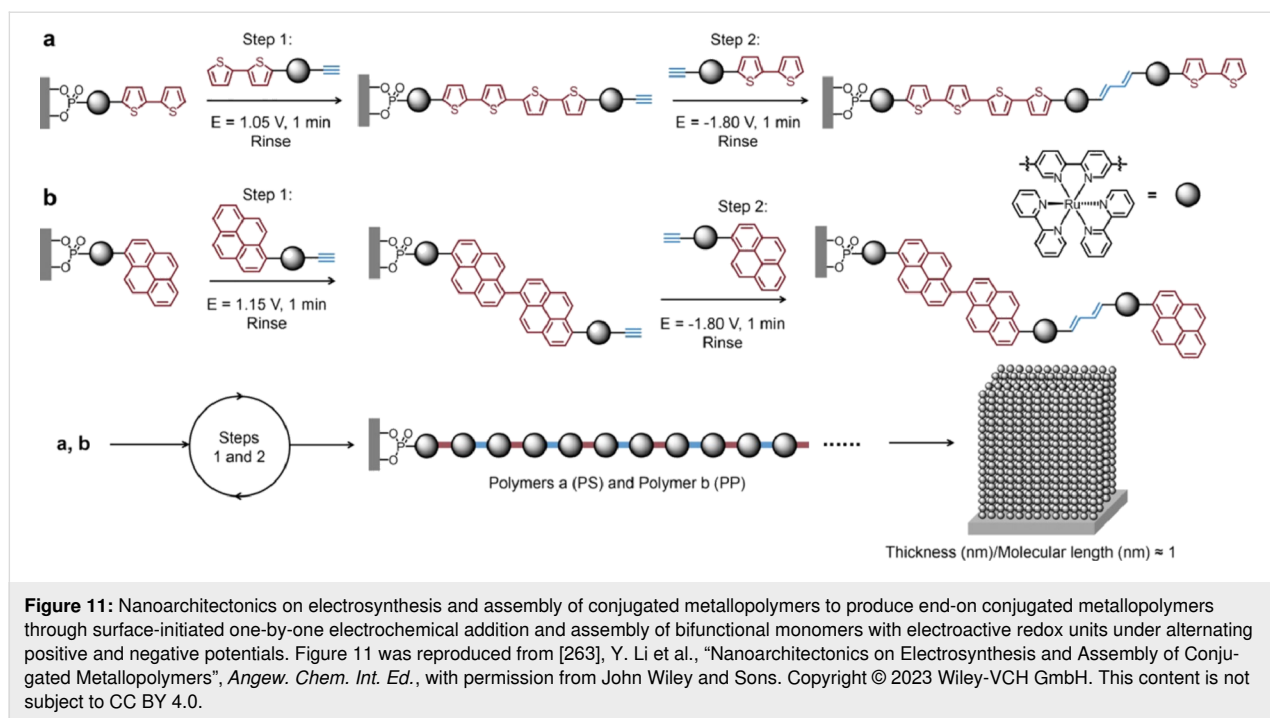 a
Step 1:
E = 1.05 V, 1 min
Rinse
Step 2:
E = -1.80 V, 1 min
Rinse
b
Step 1:
E = 1.15 V, 1 min
Rinse
Step 2:
E = -1.80 V, 1 min
Rinse
Ru
=
a, b
Steps
1 and 2
Polymers a (PS) and Polymer b (PP)
Thickness (nm)/Molecular length (nm) ≈ 1
Figure 11: Nanoarchitectonics on electrosynthesis and assembly of conjugated metallopolymers to produce end-on conjugated metallopolymers
through surface-initiated one-by-one electrochemical addition and assembly of bifunctional monomers with electroactive redox units under alternating
positive and negative potentials. Figure 11 was reproduced from [263], Y. Li et al., “Nanoarchitectonics on Electrosynthesis and Assembly of Conju-
gated Metallopolymers”, Angew. Chem. Int. Ed., with permission from John Wiley and Sons. Copyright © 2023 Wiley-VCH GmbH. This content is not
subject to CC BY 4.0.